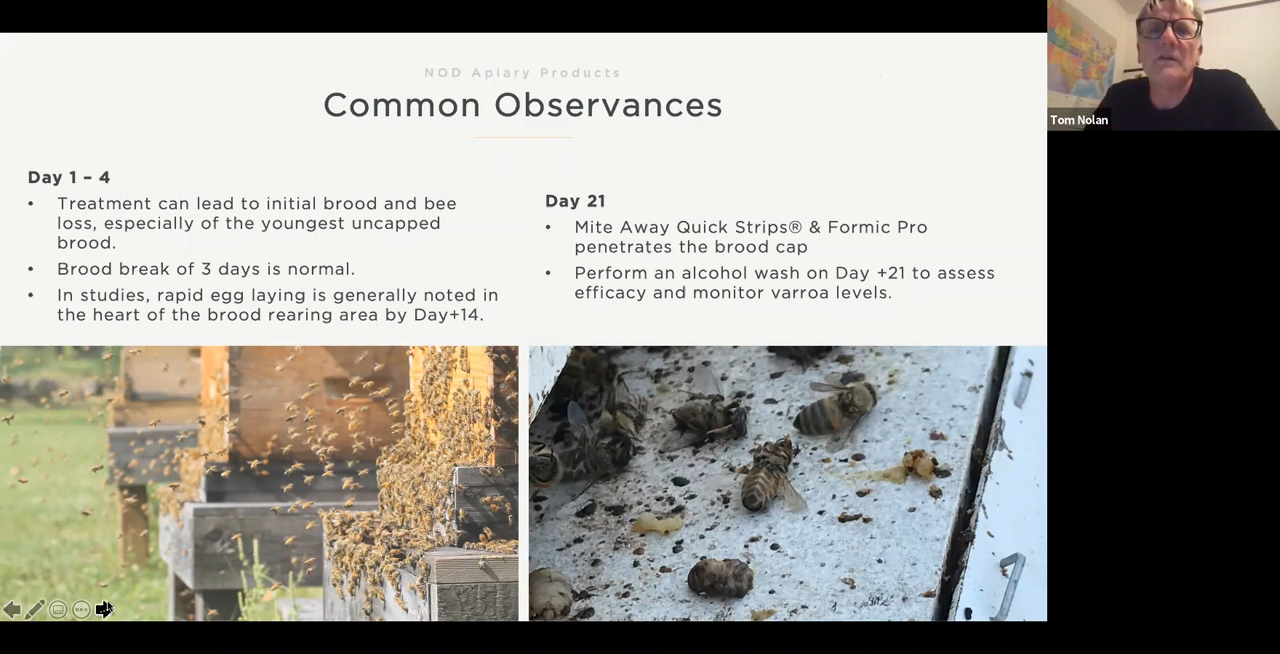 NOD Apiary Products
Common Observances
Day 1 – 4
• Treatment can lead to initial brood and bee
loss, especially of the youngest uncapped
brood.
• Brood break of 3 days is normal.
• In studies, rapid egg laying is generally noted in
the heart of the brood rearing area by Day+14.
Day 21
• Mite Away Quick Strips® & Formic Pro
penetrates the brood cap
• Perform an alcohol wash on Day +21 to assess
efficacy and monitor varroa levels.
Tom Nolan